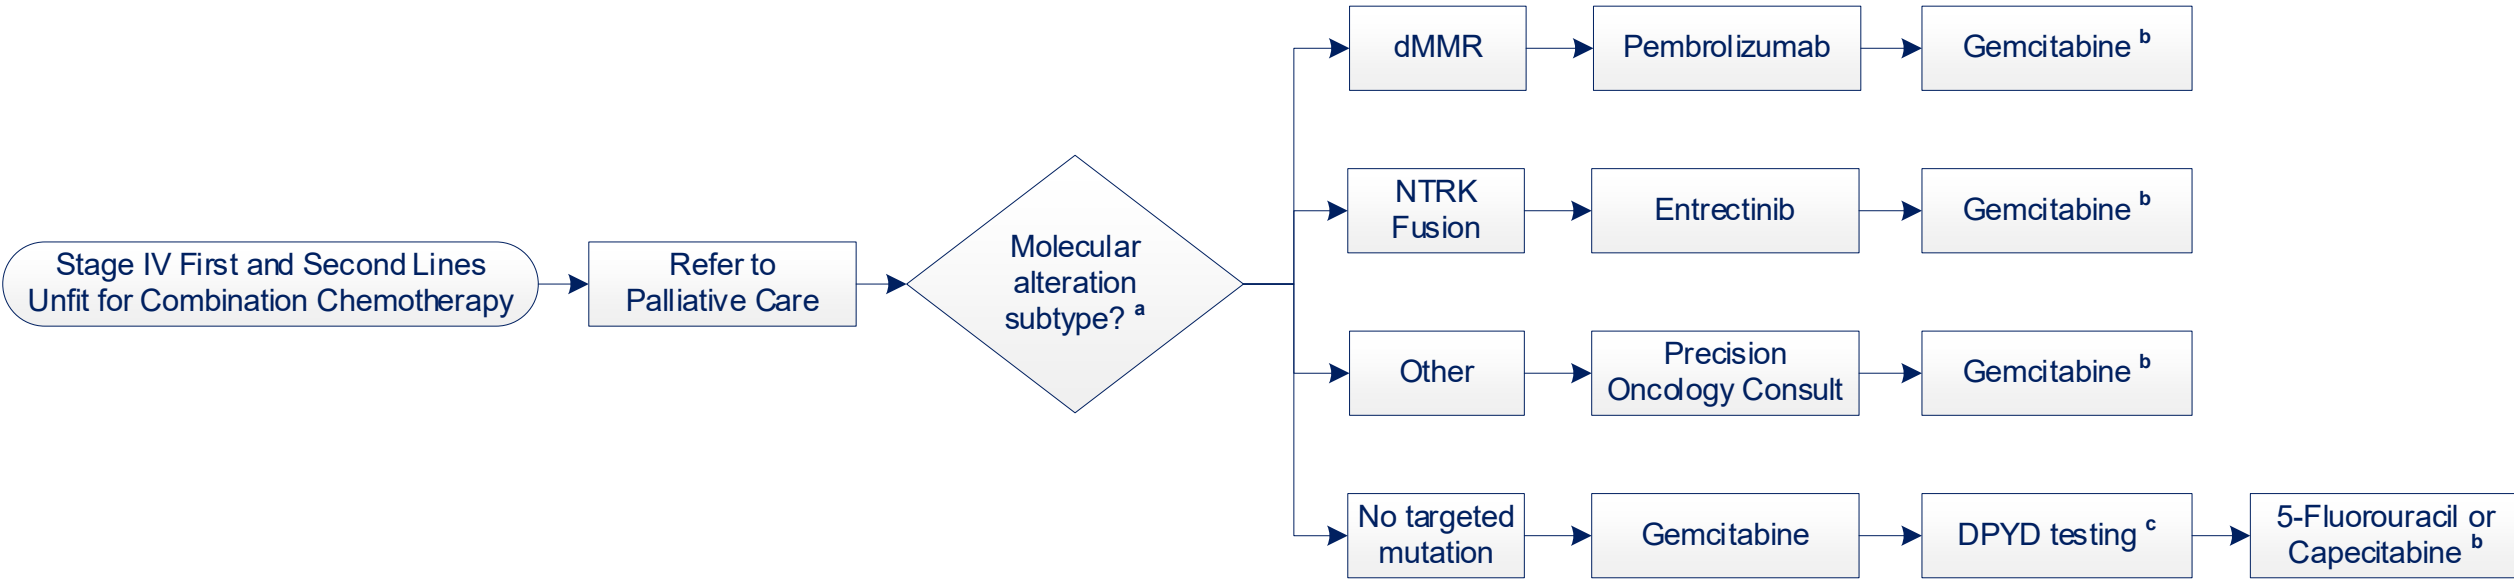 Stage IV First and Second Lines
Unfit for Combination Chemotherapy
Refer to
Palliative Care
Molecular
alteration
subtype? a
dMMR
Pembrolizumab
Gemcitabine b
NTRK
Fusion
Entrectinib
Gemcitabine b
Other
Precision
Oncology Consult
Gemcitabine b
No targeted
mutation
Gemcitabine
DPYD testing c
5-Fluorouracil or
Capecitabine b